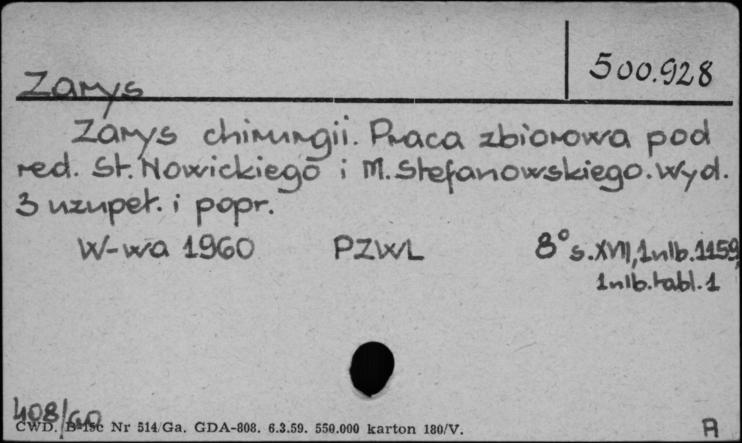 500.928
Zarys
Zarys chirurgii. Praca zbiorowa pod
red. St. Nowickiego i M. Stefanowskiego. Wyd.
3 uzupeł. i popr.
W-wa 1960 PZWL 8° s. XVII, 1 nlb. 1159,
1 nlb. tabl. 1
408/60
CWD. B-15c Nr 514/Ga. GDA-808. 6.3.59. 550.000 karton 180/V.
A